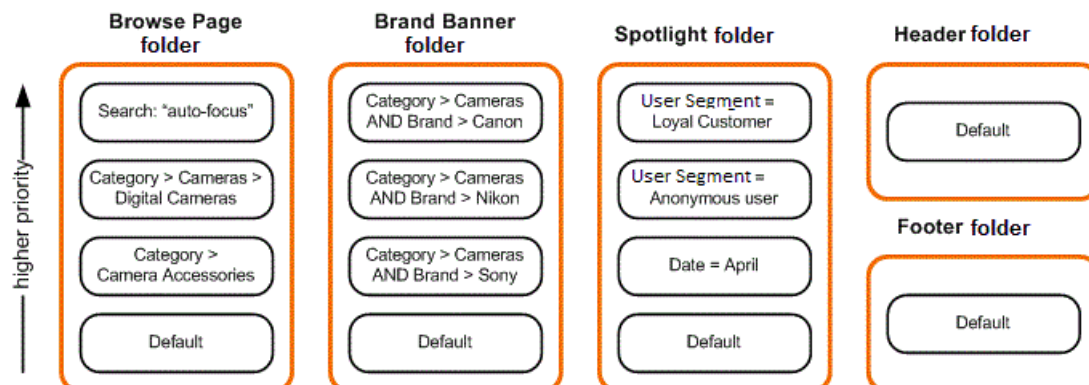 Browse Page
folder
Brand Banner
folder
Spotlight folder
Header folder
higher priority
Search: "auto-focus"
Category > Cameras >
Digital Cameras
Category >
Camera Accessories
Default
Category > Cameras
AND Brand > Canon
Category > Cameras
AND Brand > Nikon
Category > Cameras
AND Brand > Sony
Default
User Segment =
Loyal Customer
User Segment =
Anonymous user
Date = April
Default
Default
Footer folder
Default